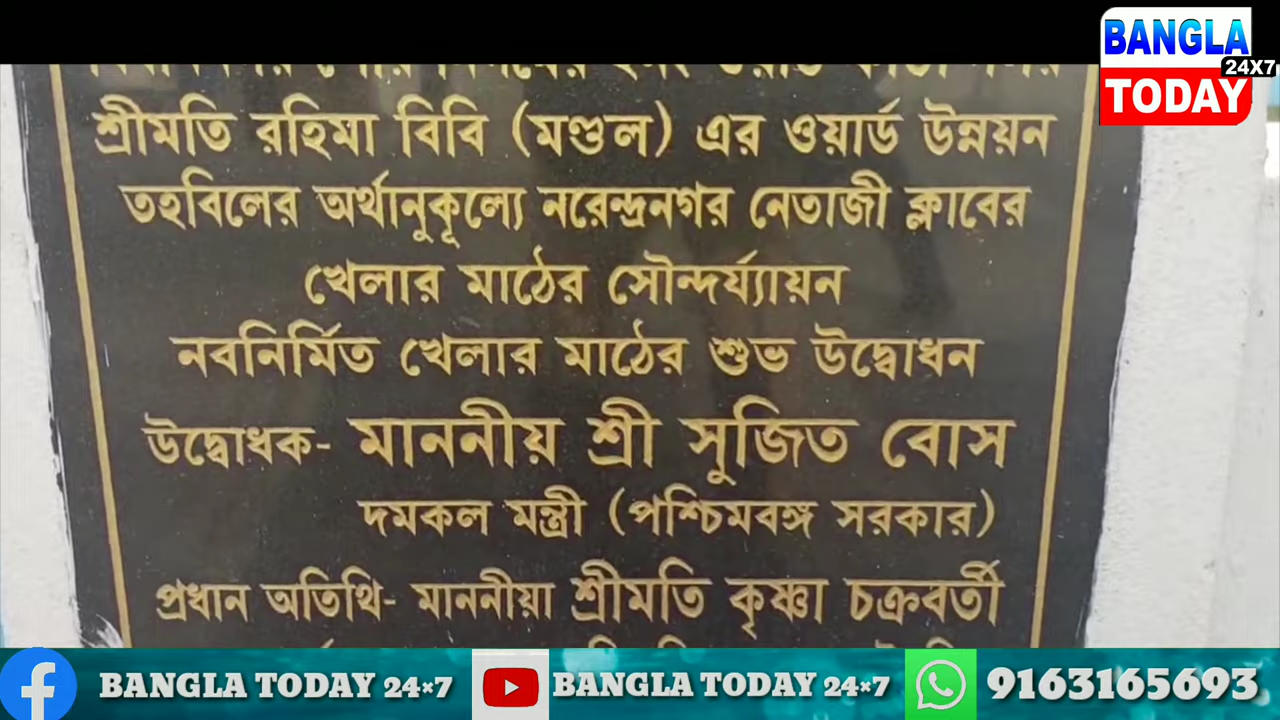 BANGLA
24X7
TODAY
শ্রীমতি রহিমা বিবি (মণ্ডল) এর ওয়ার্ড উন্নয়ন
তহবিলের অর্থানুকূল্যে নরেন্দ্রনগর নেতাজী ক্লাবের
খেলার মাঠের সৌন্দর্য্যায়ন
নবনির্মিত খেলার মাঠের শুভ উদ্বোধন
উদ্বোধক- মাননীয় শ্রী সুজিত বোস
দমকল মন্ত্রী (পশ্চিমবঙ্গ সরকার)
প্রধান অতিথি- মাননীয়া শ্রীমতি কৃষ্ণা চক্রবর্তী
BANGLA TODAY 24×7 BANGLA TODAY 24×7 9163165693